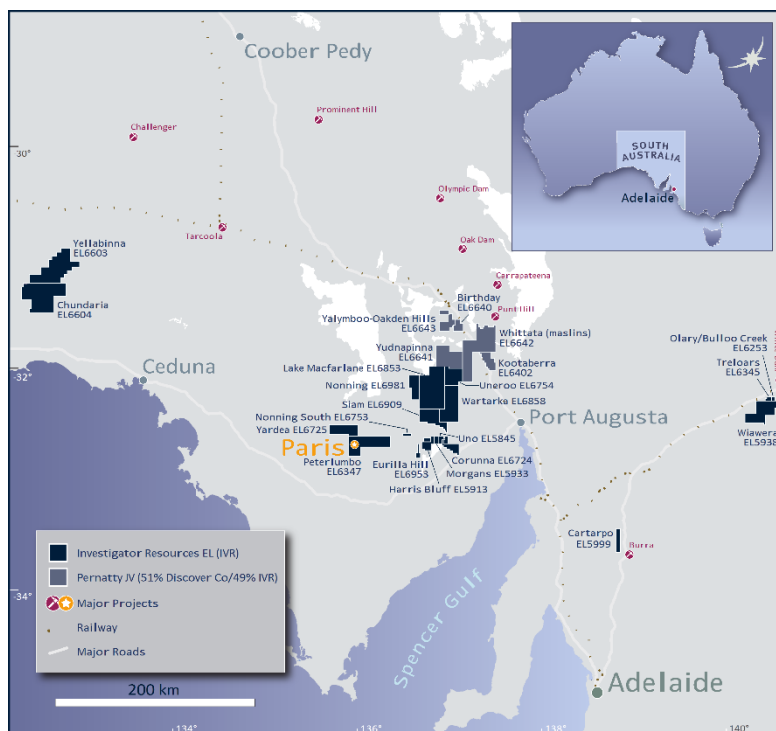 Coober Pedy
Prominent Hill
Challenger
30°
SOUTH
AUSTRALIA
Adelaide
Olympic Dam
Tarcoola
Oak Dam
Yellabinna
EL6603
Carrapateena
Chundaria
EL6604
Birthday
EL6640
Yalymboo-Oakden Hills
EL6643
Punt Hill
Whittata (maslins)
EL6642
Yudnapinna
EL6641
Olary/Bulloo Creek
EL6253
Kootaberra
EL6402
Treloars
EL6345
32°
Ceduna
Lake Macfarlane EL6853
Nonning EL6981
Uneroo EL6754
Wartarka EL6858
Siam EL6909
Port Augusta
Nonning South EL6753
Yardea EL6725
Wiawera
EL5938
Paris
Uno EL5845
Peterlumbo
EL6347
Eurilla Hill
EL6953
Corunna EL6724
Morgans EL5933
Harris Bluff EL5913
Cartarpo
EL5999
Burra
Investigator Resources EL (IVR)
Pernatty JV (51% Discover Co/49% IVR)
Major Projects
Railway
Major Roads
200 km
34°
Spencer Gulf
Adelaide
134°
136°
138°
140°